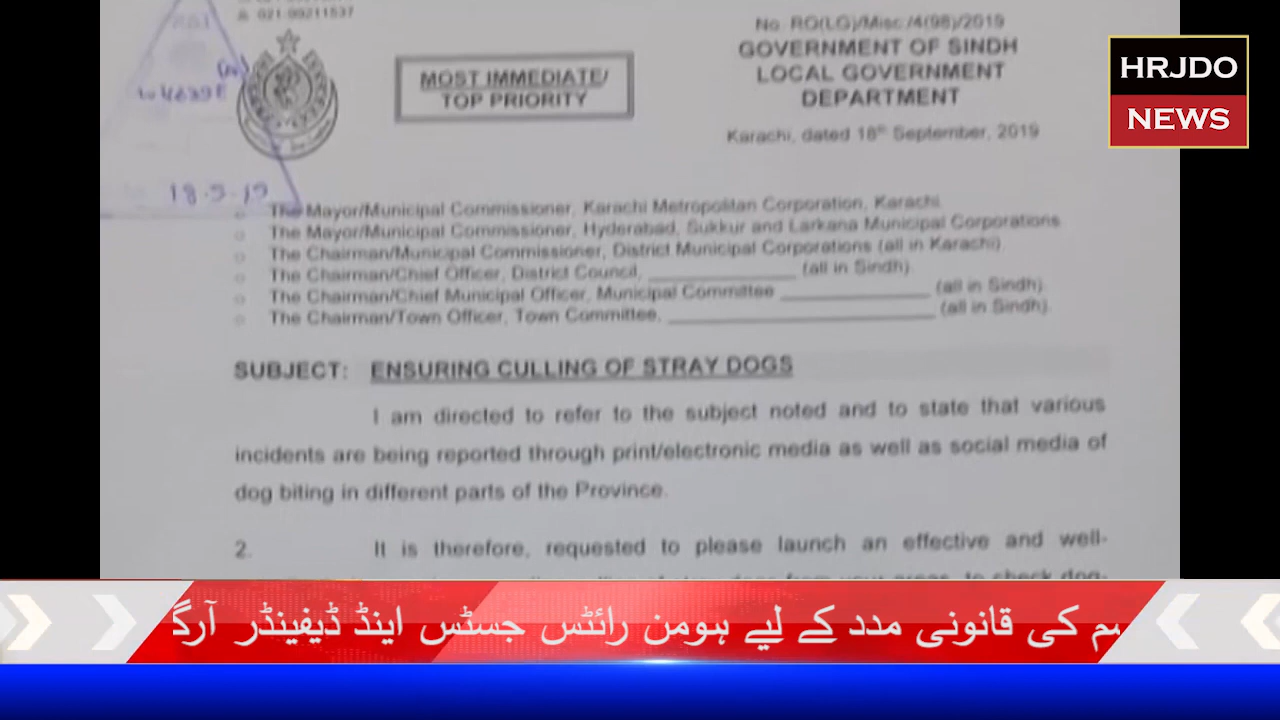 021-99211537
No. RO(LG)/Misc./4(98)/2019
GOVERNMENT OF SINDH
LOCAL GOVERNMENT
DEPARTMENT
MOST IMMEDIATE/
TOP PRIORITY
Karachi, dated 18th September, 2019
HRJDO
NEWS
18-9-19
The Mayor/Municipal Commissioner, Karachi Metropolitan Corporation, Karachi.
The Mayor/Municipal Commissioner, Hyderabad, Sukkur and Larkana Municipal Corporations
The Chairman/Municipal Commissioner, District Municipal Corporations (all in Karachi).
The Chairman/Chief Officer, District Council, ____________ (all in Sindh).
The Chairman/Chief Municipal Officer, Municipal Committee ____________ (all in Sindh).
The Chairman/Town Officer, Town Committee, ____________ (all in Sindh).
SUBJECT: ENSURING CULLING OF STRAY DOGS
I am directed to refer to the subject noted and to state that various
incidents are being reported through print/electronic media as well as social media of
dog biting in different parts of the Province.
2. It is therefore, requested to please launch an effective and well-
کی قانونی مدد کے لیے ہومن رائٹس جسٹس اینڈ ڈیفینڈر آرگ